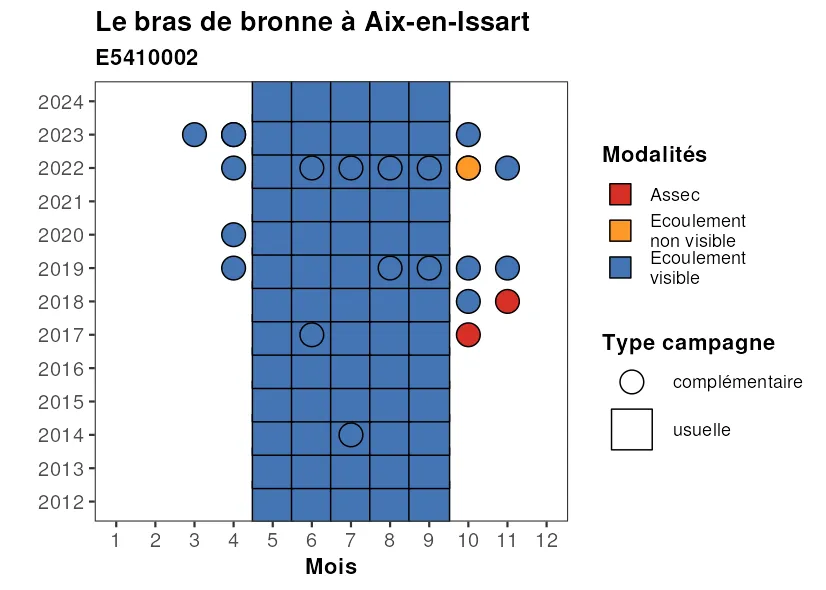 Le bras de bronne à Aix-en-Issart
E5410002
2024
2023
2022
2021
2020
2019
2018
2017
2016
2015
2014
2013
2012
1 2 3 4 5 6 7 8 9 10 11 12
Mois
Modalités
Assec
Ecoulement
non visible
Ecoulement
visible
Type campagne
complémentaire
usuelle